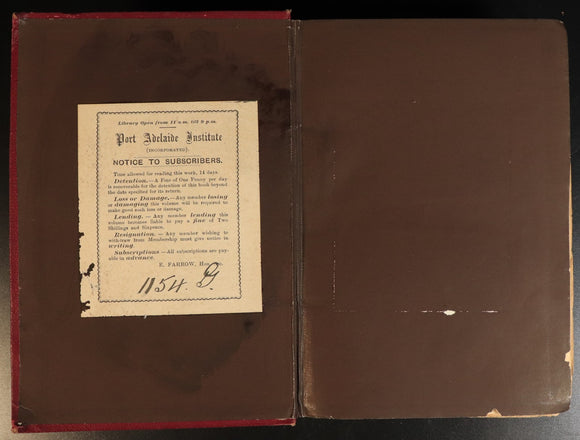 Library Open from 11 a.m. till 9 p.m.
Port Adelaide Institute
(INCORPORATED).
NOTICE TO SUBSCRIBERS.
Time allowed for reading this work, 14 days.
Detention.—A Fine of One Penny per day
is recoverable for the detention of this book beyond
the date specified for its return.
Loss or Damage.—Any member losing
or damaging this volume will be required to
make good such loss or damage.
Lending.—Any member lending this
volume becomes liable to pay a fine of Two
Shillings and Sixpence.
Resignation.—Any member wishing to
withdraw from Membership must give notice in
writing.
Subscriptions—All subscriptions are pay-
able in advance.
E. FARROW, Hon.
1154. G.